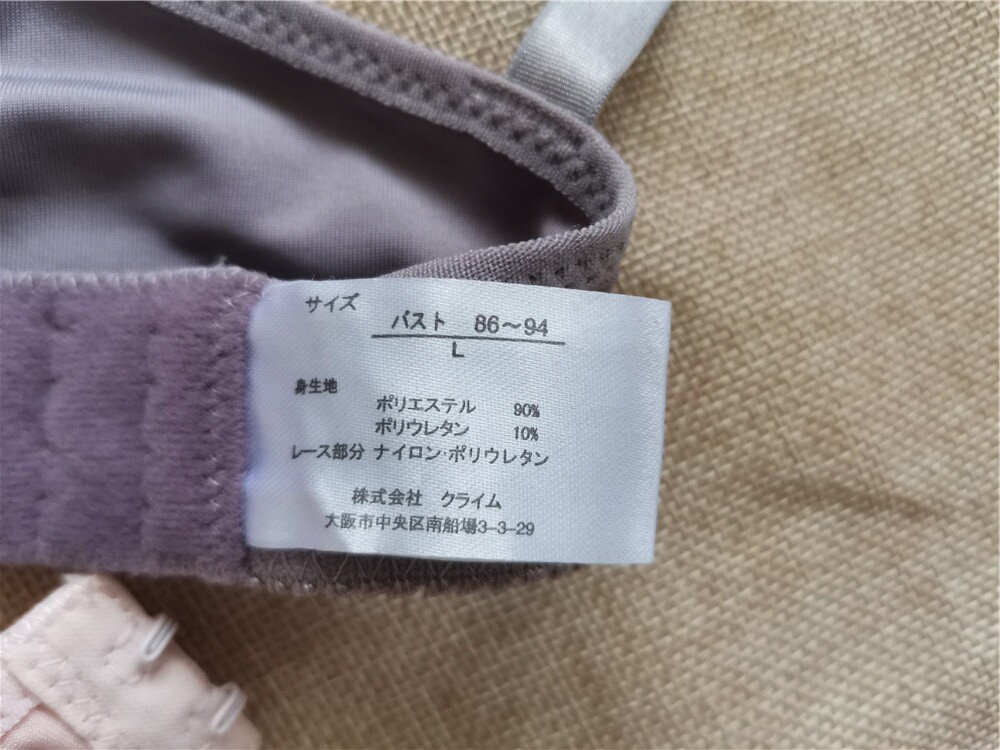 サイズ
バスト 86～94
L
身生地
ポリエステル 90%
ポリウレタン 10%
レース部分 ナイロン・ポリウレタン
株式会社 クライム
大阪市中央区南船場3-3-29